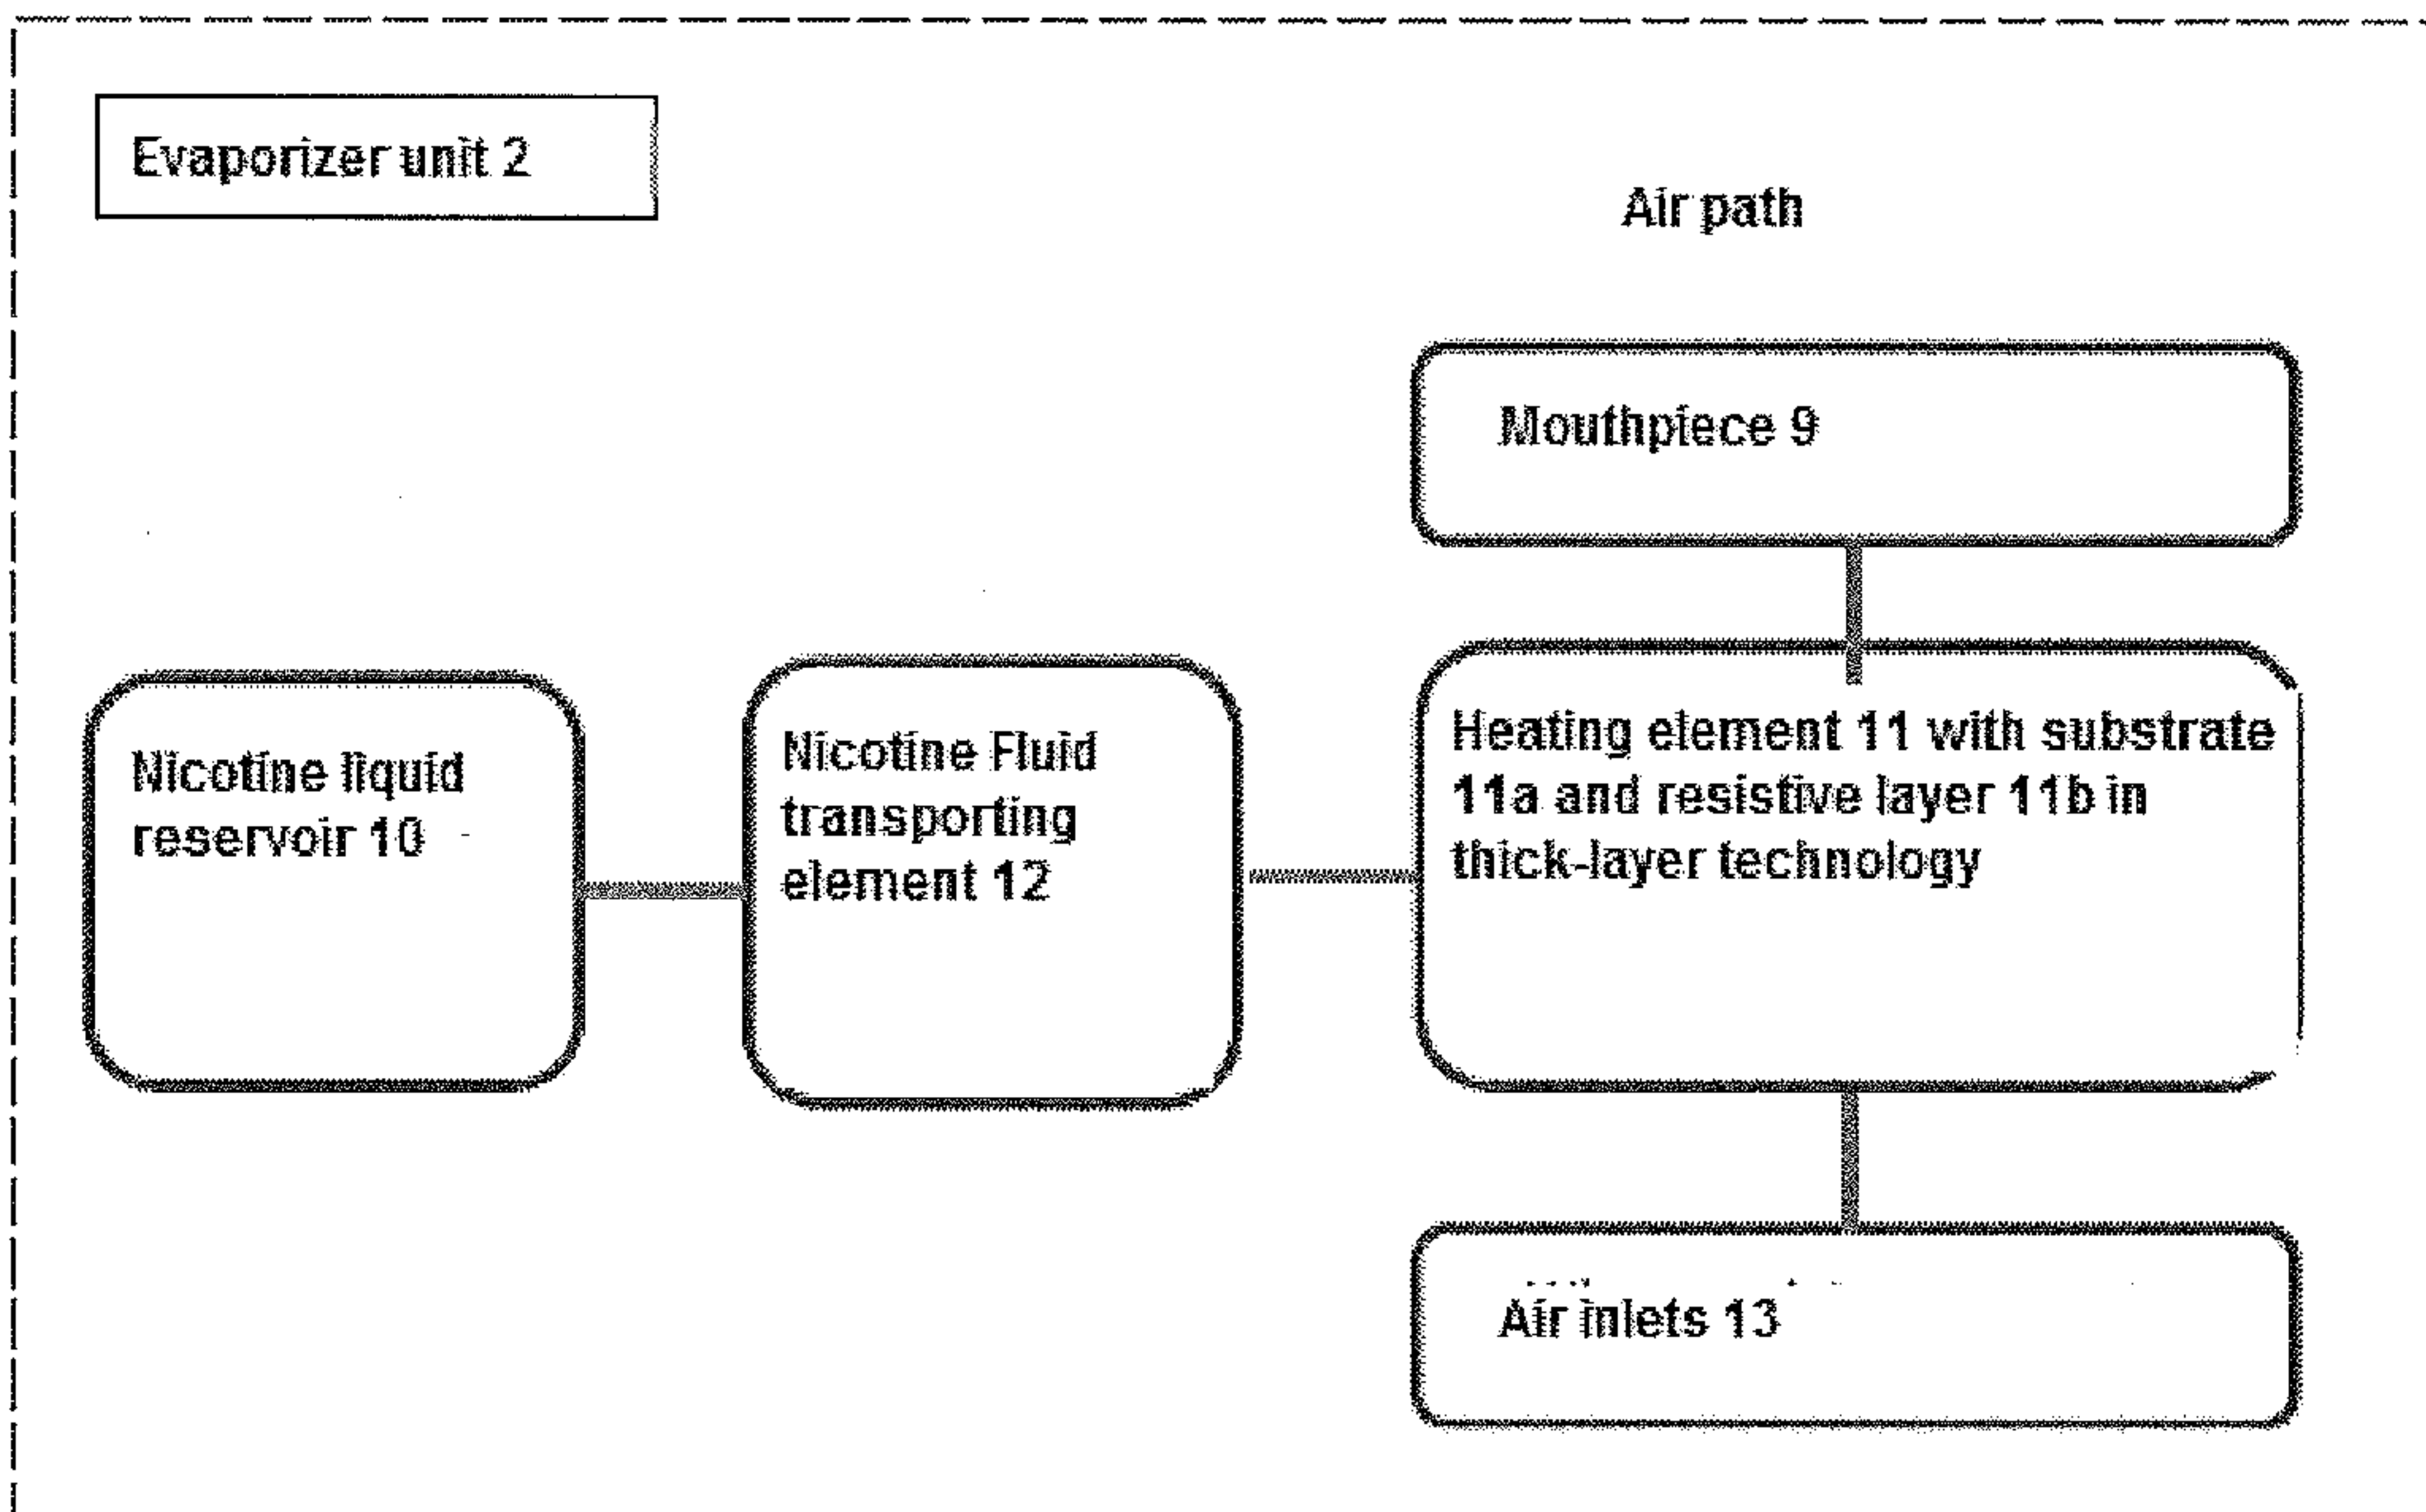 Evaporizer unit 2
Air path
Mouthpiece 9
Nicotine liquid
reservoir 10
Nicotine Fluid
transporting
element 12
Heating element 11 with substrate
11a and resistive layer 11b in
thick-layer technology
Air inlets 13